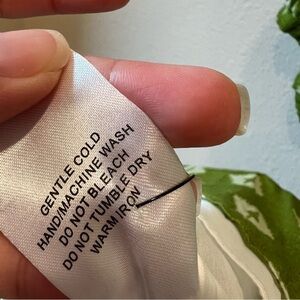 GENTLE COLD
HAND/MACHINE WASH
DO NOT BLEACH
DO NOT TUMBLE DRY
WARM IRON